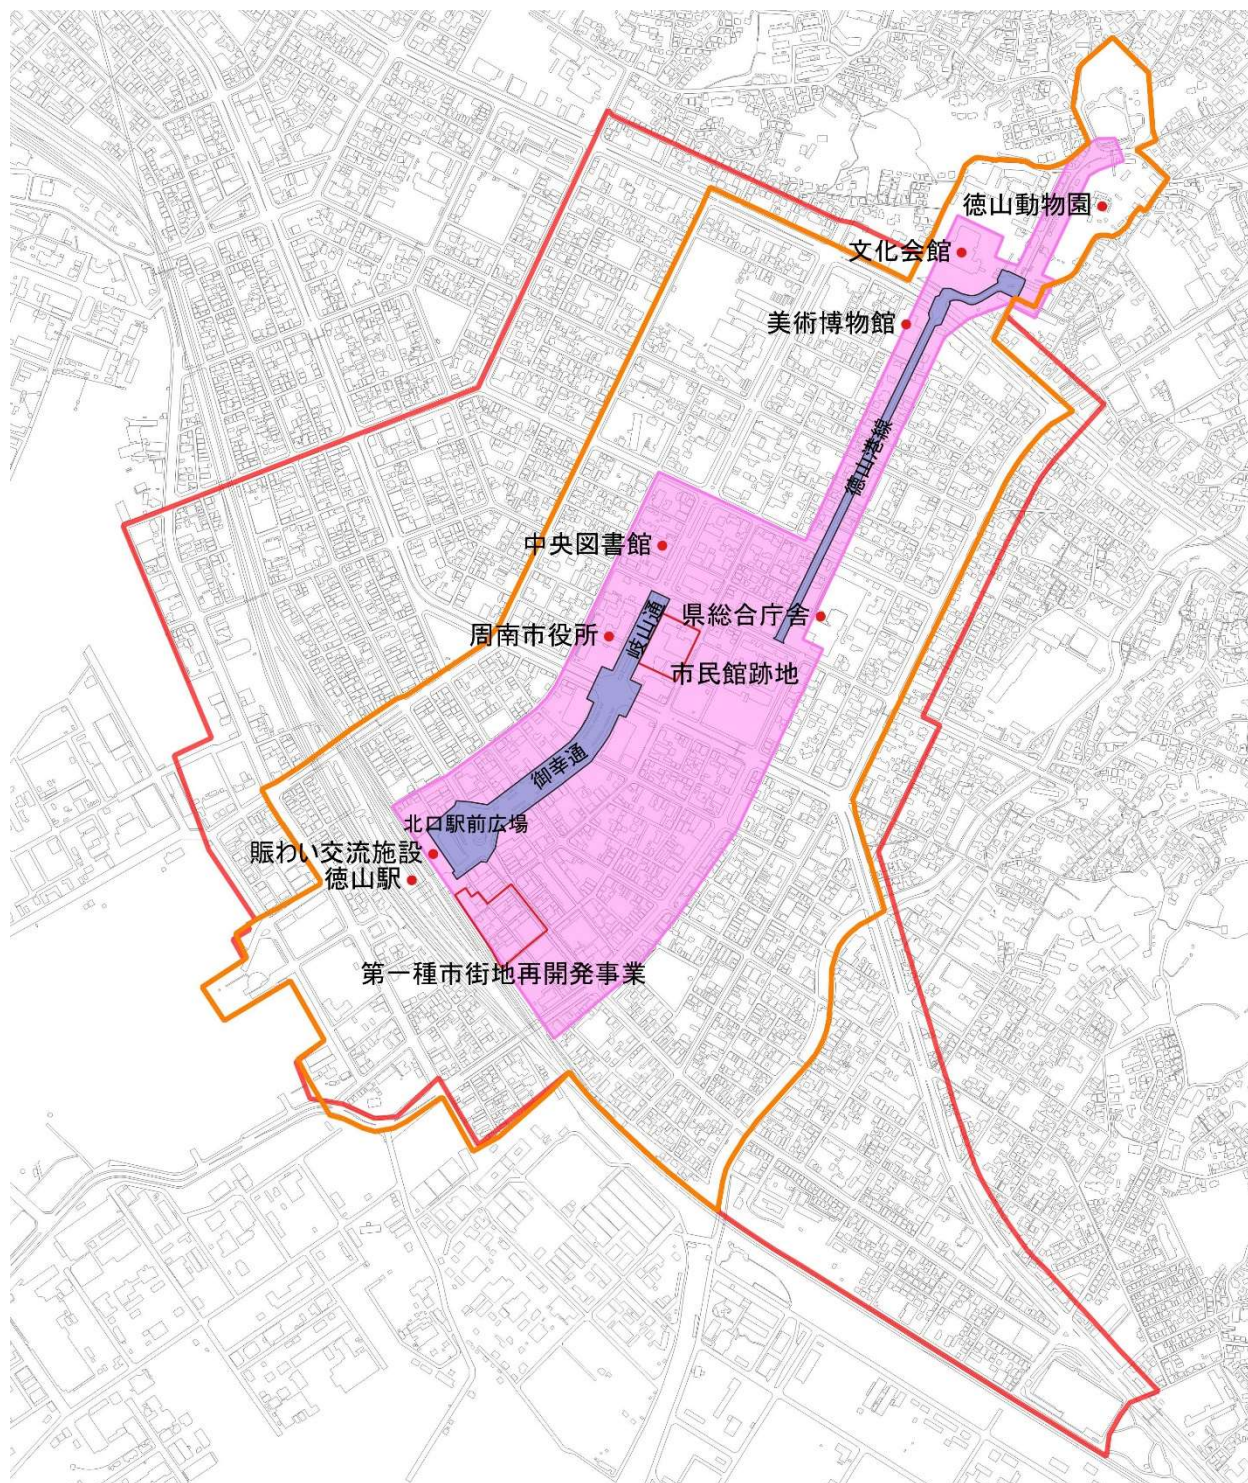 徳山動物園
文化会館
美術博物館
徳山港線
中央図書館
県総合庁舎
岐山通
周南市役所
市民館跡地
御幸通
北口駅前広場
賑わい交流施設
徳山駅
第一種市街地再開発事業